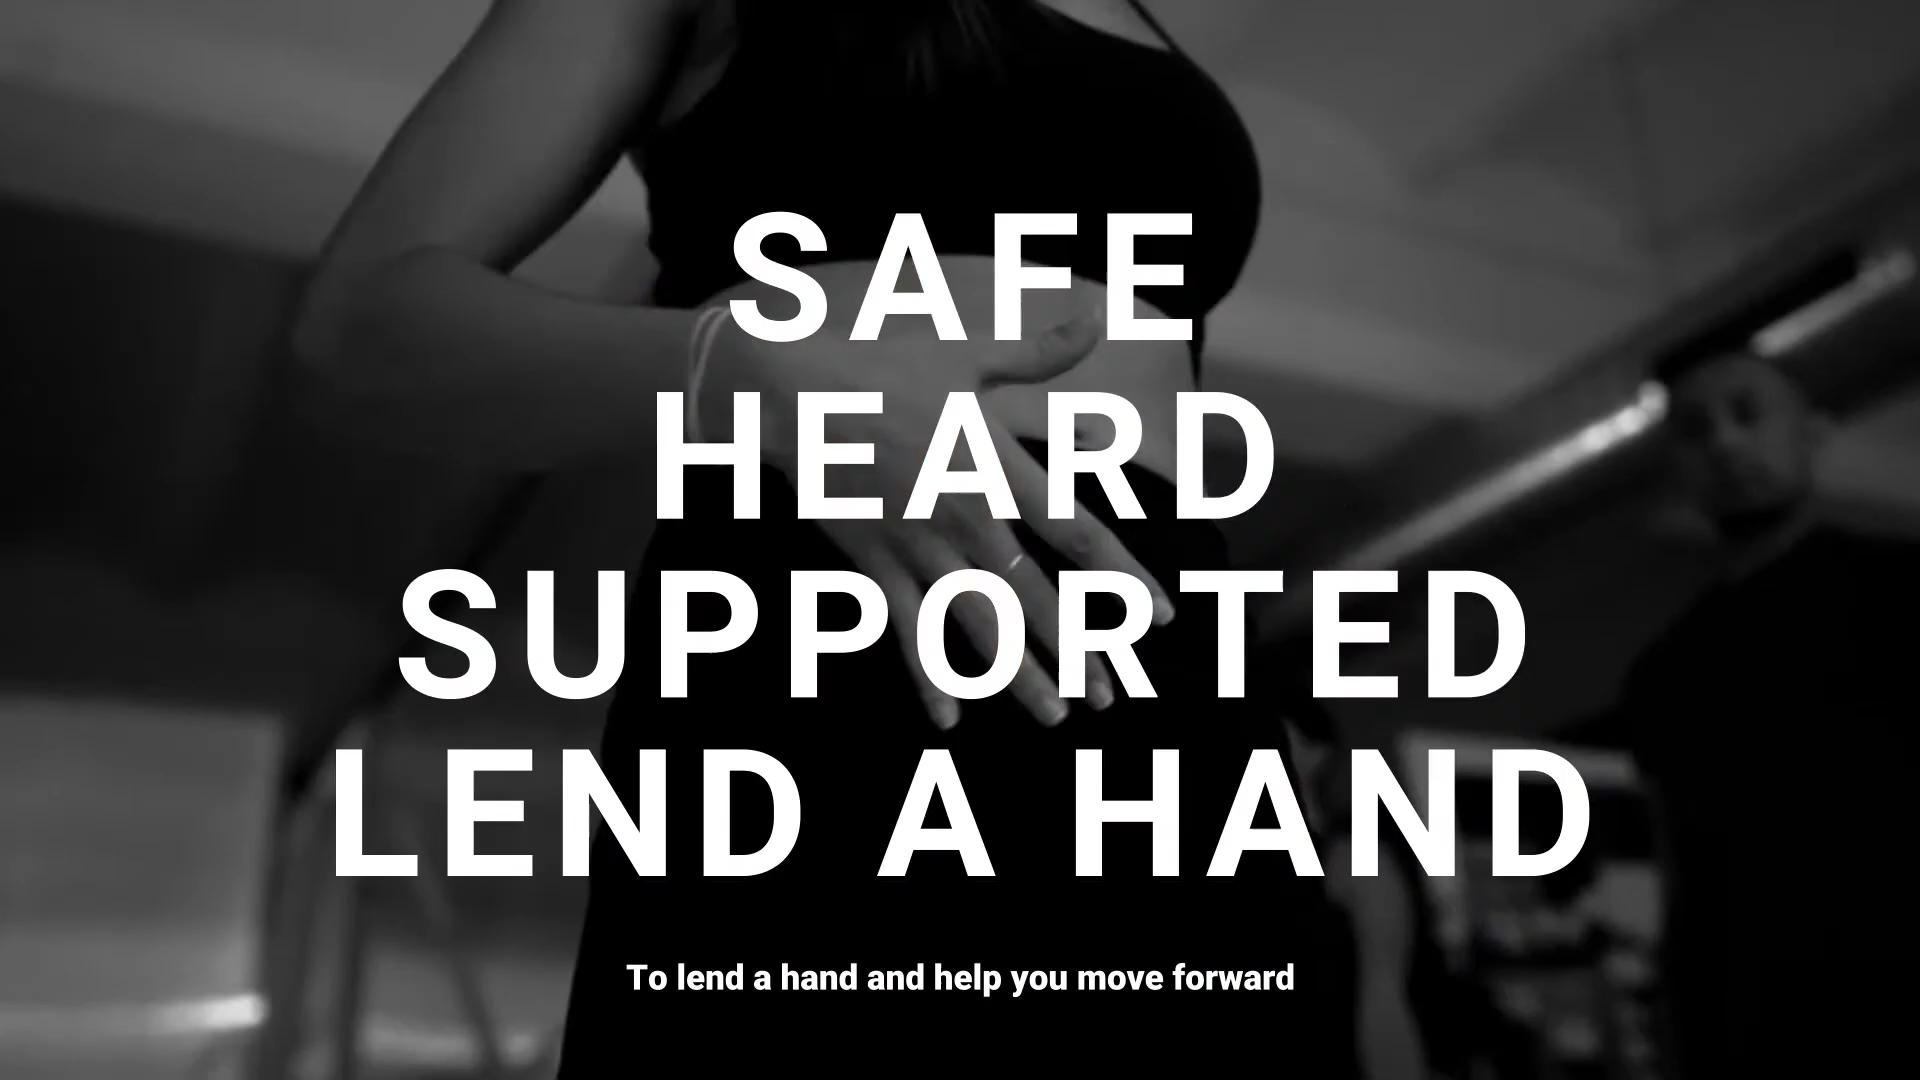 SAFE
HEARD
SUPPORTED
LEND A HAND
To lend a hand and help you move forward